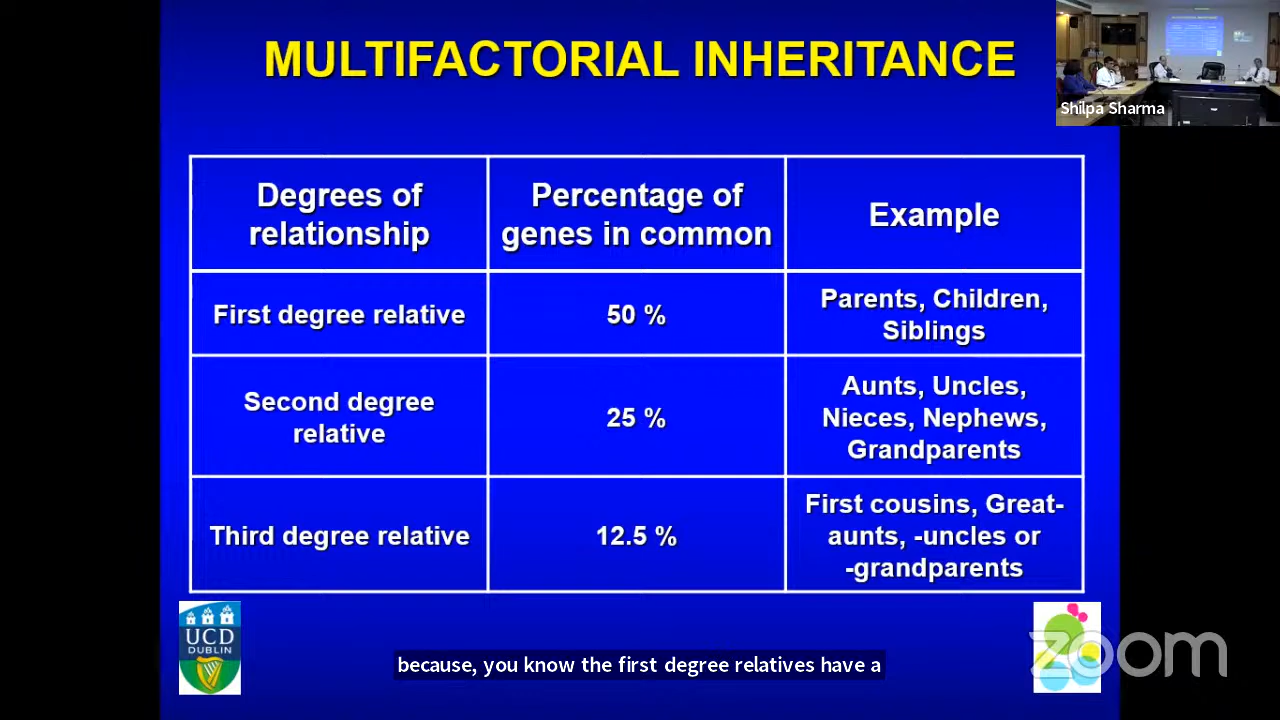 MULTIFACTORIAL INHERITANCE
Shilpa Sharma
Degrees of
relationship
Percentage of
genes in common
Example
First degree relative
50 %
Parents, Children,
Siblings
Second degree
relative
25 %
Aunts, Uncles,
Nieces, Nephews,
Grandparents
Third degree relative
12.5 %
First cousins, Great-
aunts, -uncles or
-grandparents
UCD
DUBLIN
because, you know the first degree relatives have a
zoom